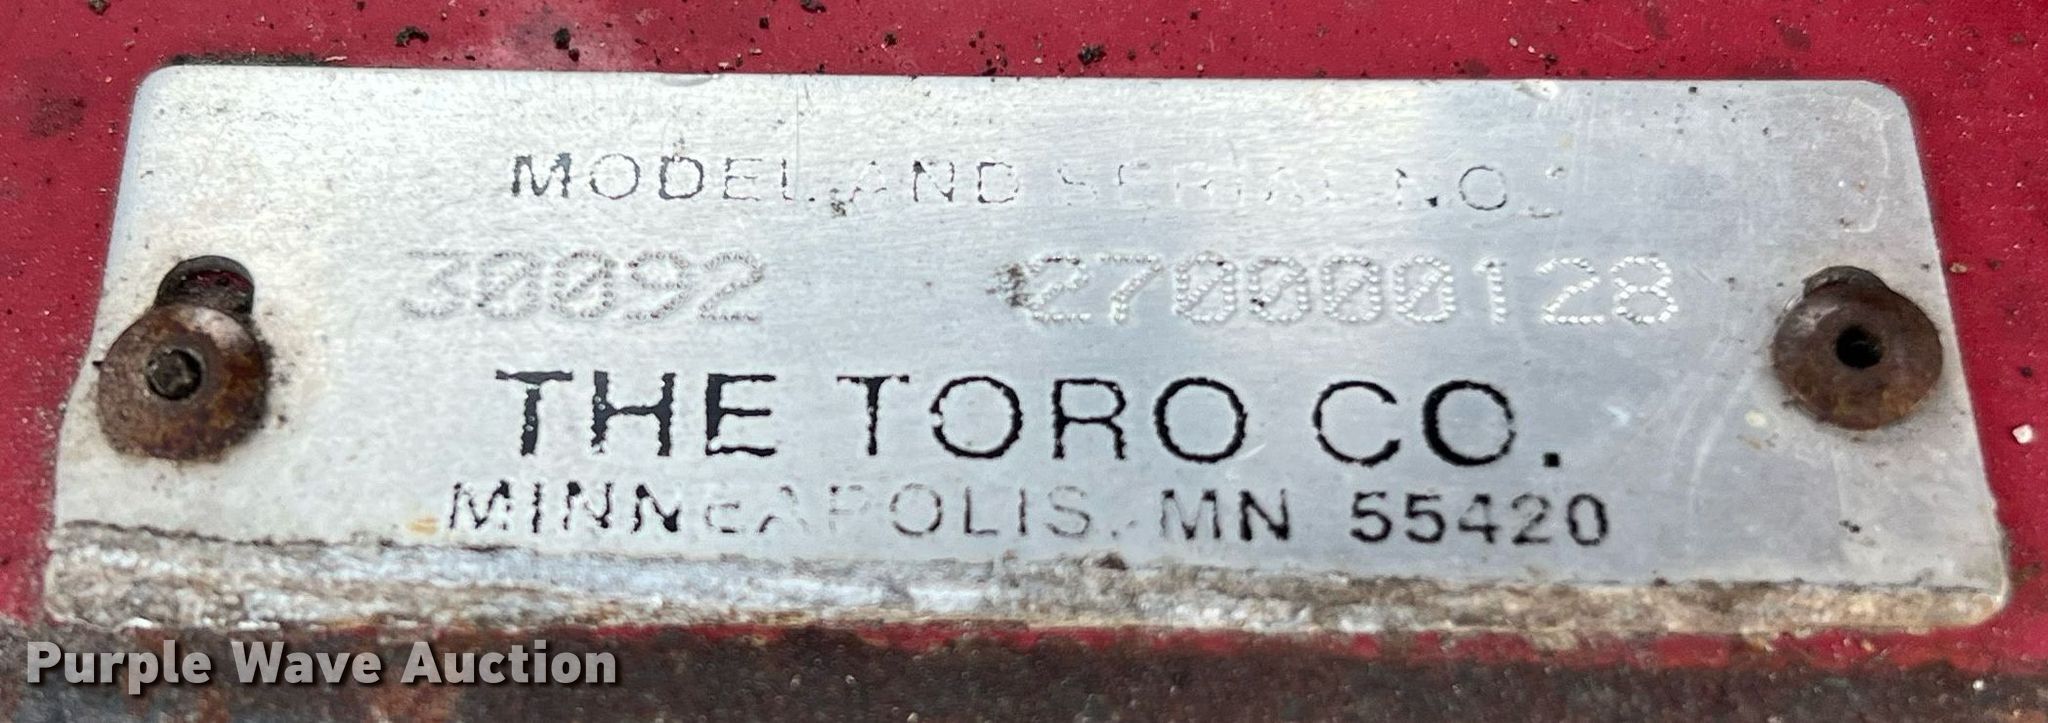 MODEL AND SERIAL NO.
30092 270000128
THE TORO CO.
MINNEAPOLIS, MN 55420
Purple Wave Auction